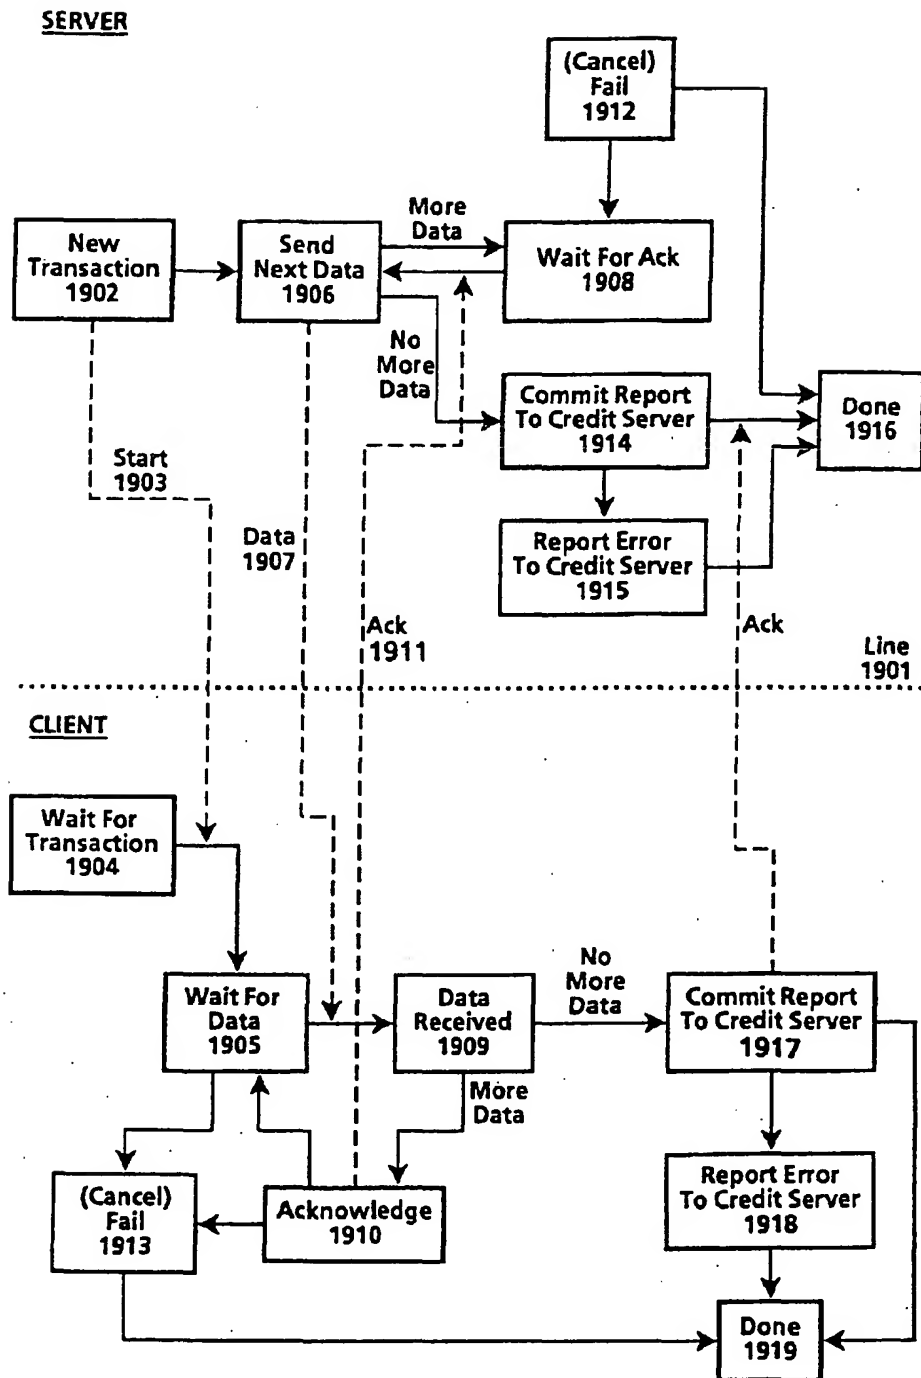 SERVER
(Cancel)
Fail
1912
New
Transaction
1902
Send
Next Data
1906
More
Data
Wait For Ack
1908
No
More
Data
Commit Report
To Credit Server
1914
Done
1916
Start
1903
Data
1907
Report Error
To Credit Server
1915
Ack
1911
Ack
Line
1901
CLIENT
Wait For
Transaction
1904
Wait For
Data
1905
Data
Received
1909
No
More
Data
Commit Report
To Credit Server
1917
More
Data
(Cancel)
Fail
1913
Acknowledge
1910
Report Error
To Credit Server
1918
Done
1919